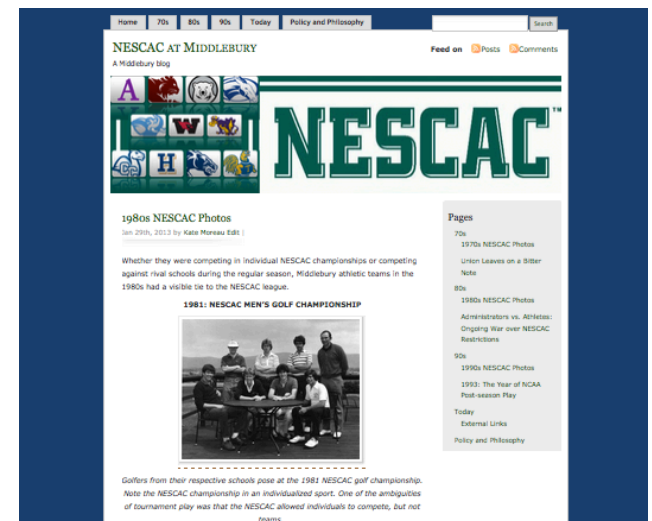 Home 70s 80s 90s Today Policy and Philosophy Search
NESCAC AT MIDDLEBURY
Feed on Posts Comments
A Middlebury blog
A
W
H
NESCAC™
1980s NESCAC Photos
Jan 29th, 2013 by Kate Moreau Edit |
Whether they were competing in individual NESCAC championships or competing
against rival schools during the regular season, Middlebury athletic teams in the
1980s had a visible tie to the NESCAC league.
1981: NESCAC MEN'S GOLF CHAMPIONSHIP
Golfers from their respective schools pose at the 1981 NESCAC golf championship.
Note the NESCAC championship in an individualized sport. One of the ambiguities
of tournament play was that the NESCAC allowed individuals to compete, but not
teams.
Pages
70s
1970s NESCAC Photos
Union Leaves on a Bitter
Note
80s
1980s NESCAC Photos
Administrators vs. Athletes:
Ongoing War over NESCAC
Restrictions
90s
1990s NESCAC Photos
1993: The Year of NCAA
Post-season Play
Today
External Links
Policy and Philosophy